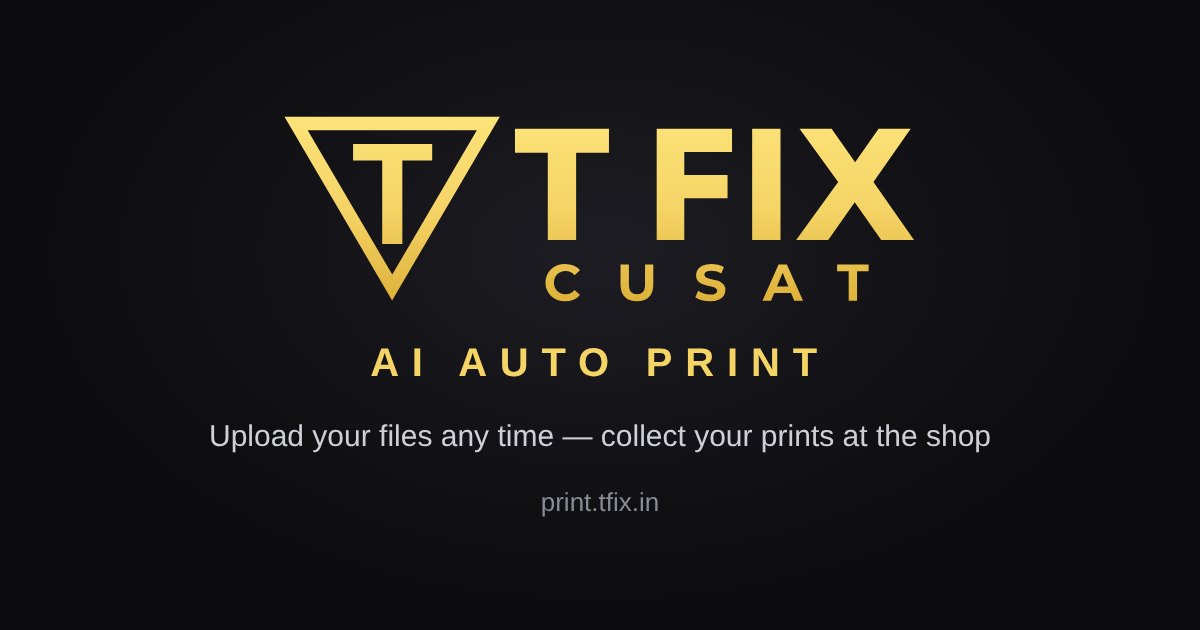 T T FIX
CUSAT
AI AUTO PRINT
Upload your files any time — collect your prints at the shop
print.tfix.in